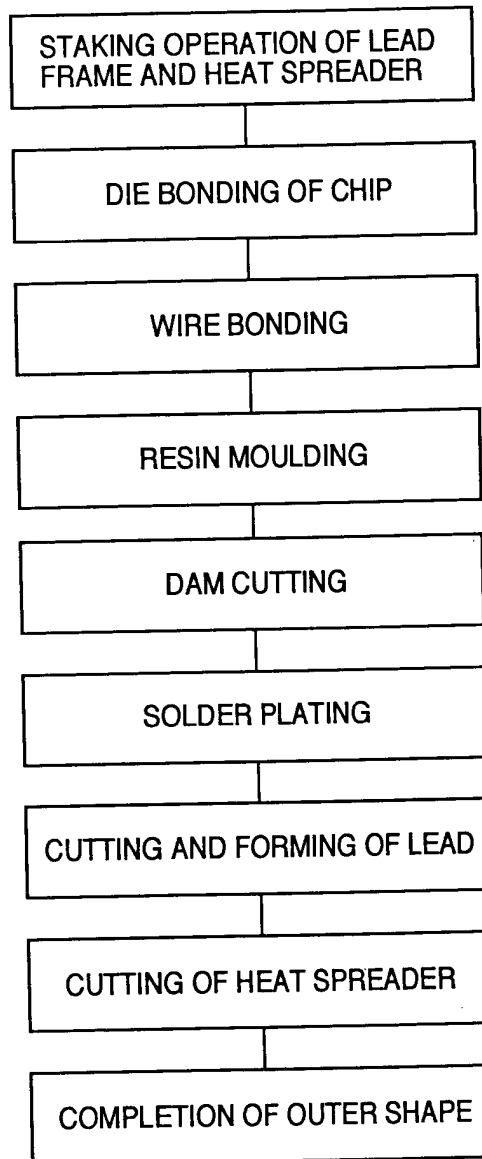 STAKING OPERATION OF LEAD
FRAME AND HEAT SPREADER
DIE BONDING OF CHIP
WIRE BONDING
RESIN MOULDING
DAM CUTTING
SOLDER PLATING
CUTTING AND FORMING OF LEAD
CUTTING OF HEAT SPREADER
COMPLETION OF OUTER SHAPE